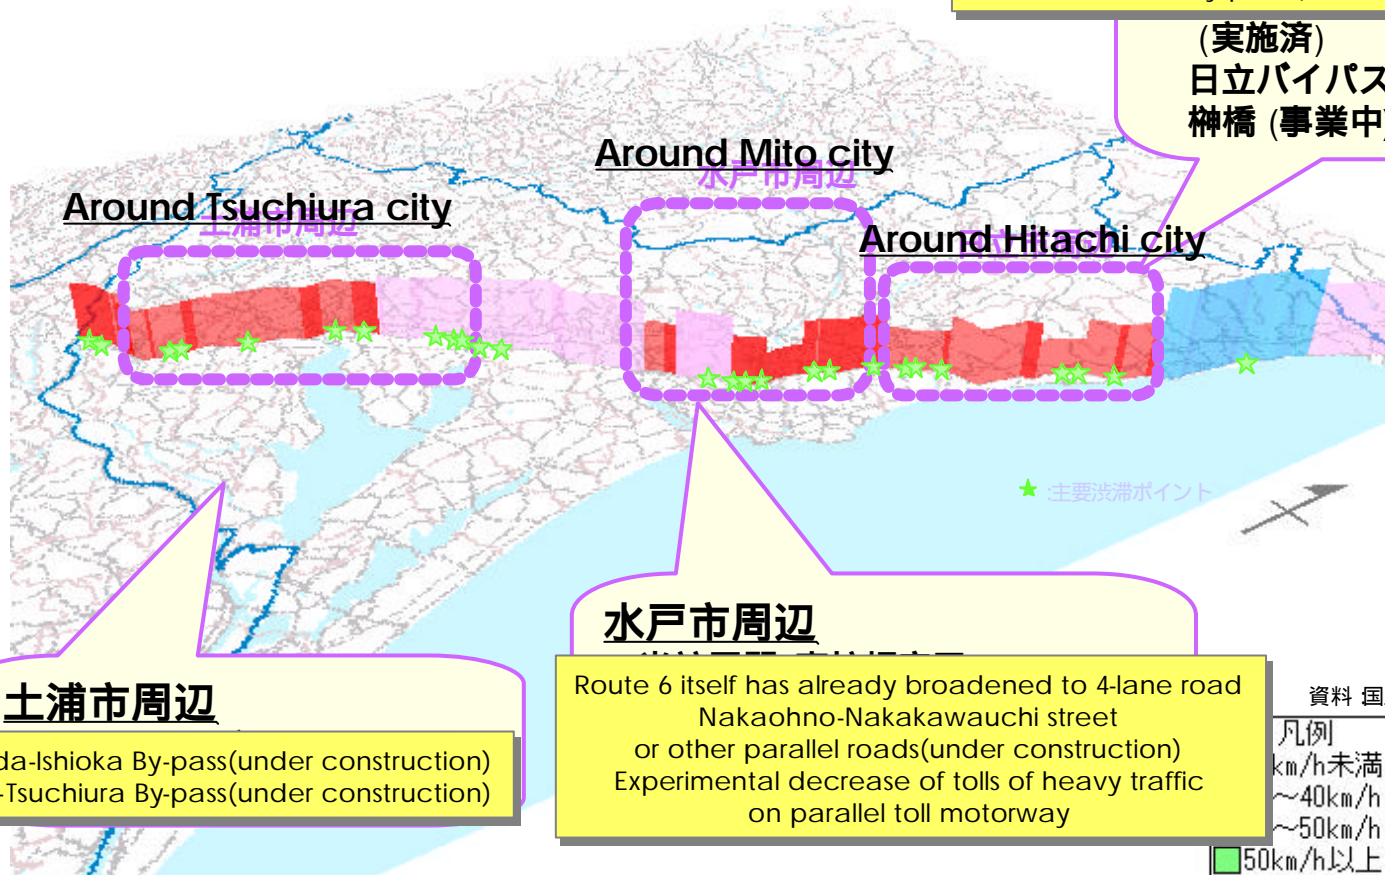 (実施済)
日立バイパス
榊橋 (事業中)
Around Mito city
水戸市周辺
Around Tsuchiura city
土浦市周辺
Around Hitachi city
:主要渋滞ポイント
水戸市周辺
Route 6 itself has already broadened to 4-lane road
Nakaohno-Nakakawauchi street
or other parallel roads(under construction)
Experimental decrease of tolls of heavy traffic
on parallel toll motorway
土浦市周辺
da-Ishioka By-pass(under construction)
-Tsuchiura By-pass(under construction)
資料 :国
凡例
km/h未満
～40km/h
～50km/h
50km/h以上